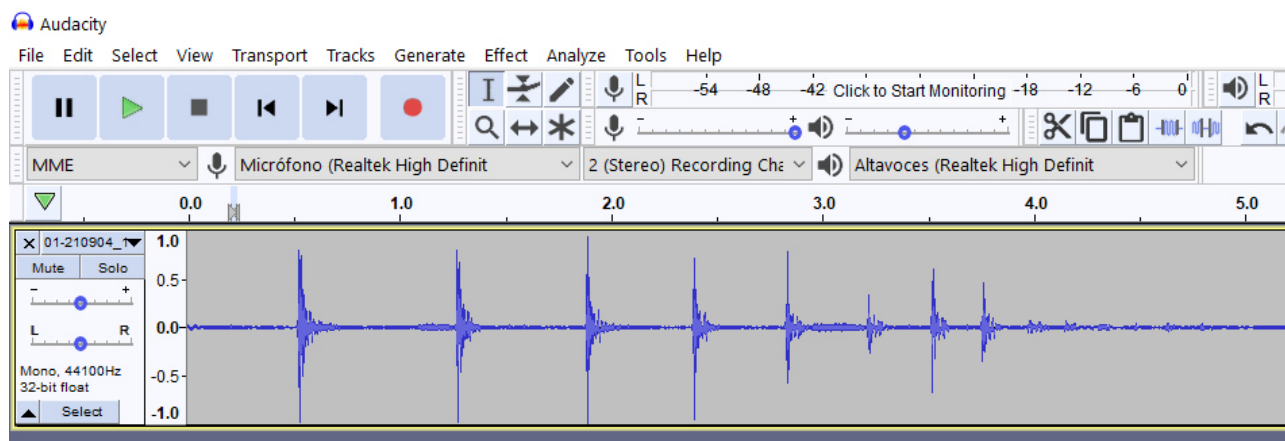 Audacity
File Edit Select View Transport Tracks Generate Effect Analyze Tools Help
L
R
-54 -48 -42 Click to Start Monitoring -18 -12 -6 0
L
R
- + - +
MME Micrófono (Realtek High Definit 2 (Stereo) Recording Cha Altavoces (Realtek High Definit
0.0 1.0 2.0 3.0 4.0 5.0
X 01-210904_1 1.0
Mute Solo
- + 0.5-
0.0-
L R
Mono, 44100Hz
32-bit float -0.5-
Select -1.0